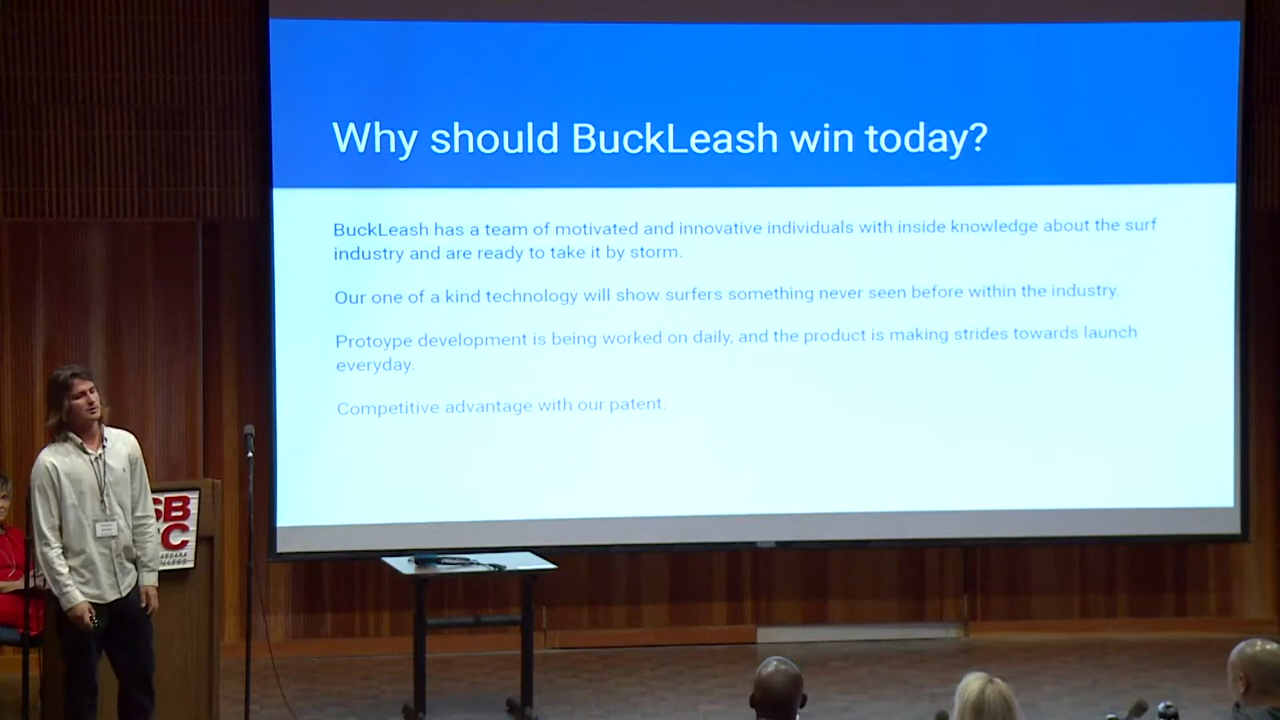 Why should BuckLeash win today?
BuckLeash has a team of motivated and innovative individuals with inside knowledge about the surf
industry and are ready to take it by storm.
Our one of a kind technology will show surfers something never seen before within the industry.
Protoype development is being worked on daily, and the product is making strides towards launch
everyday.
Competitive advantage with our patent.
SB